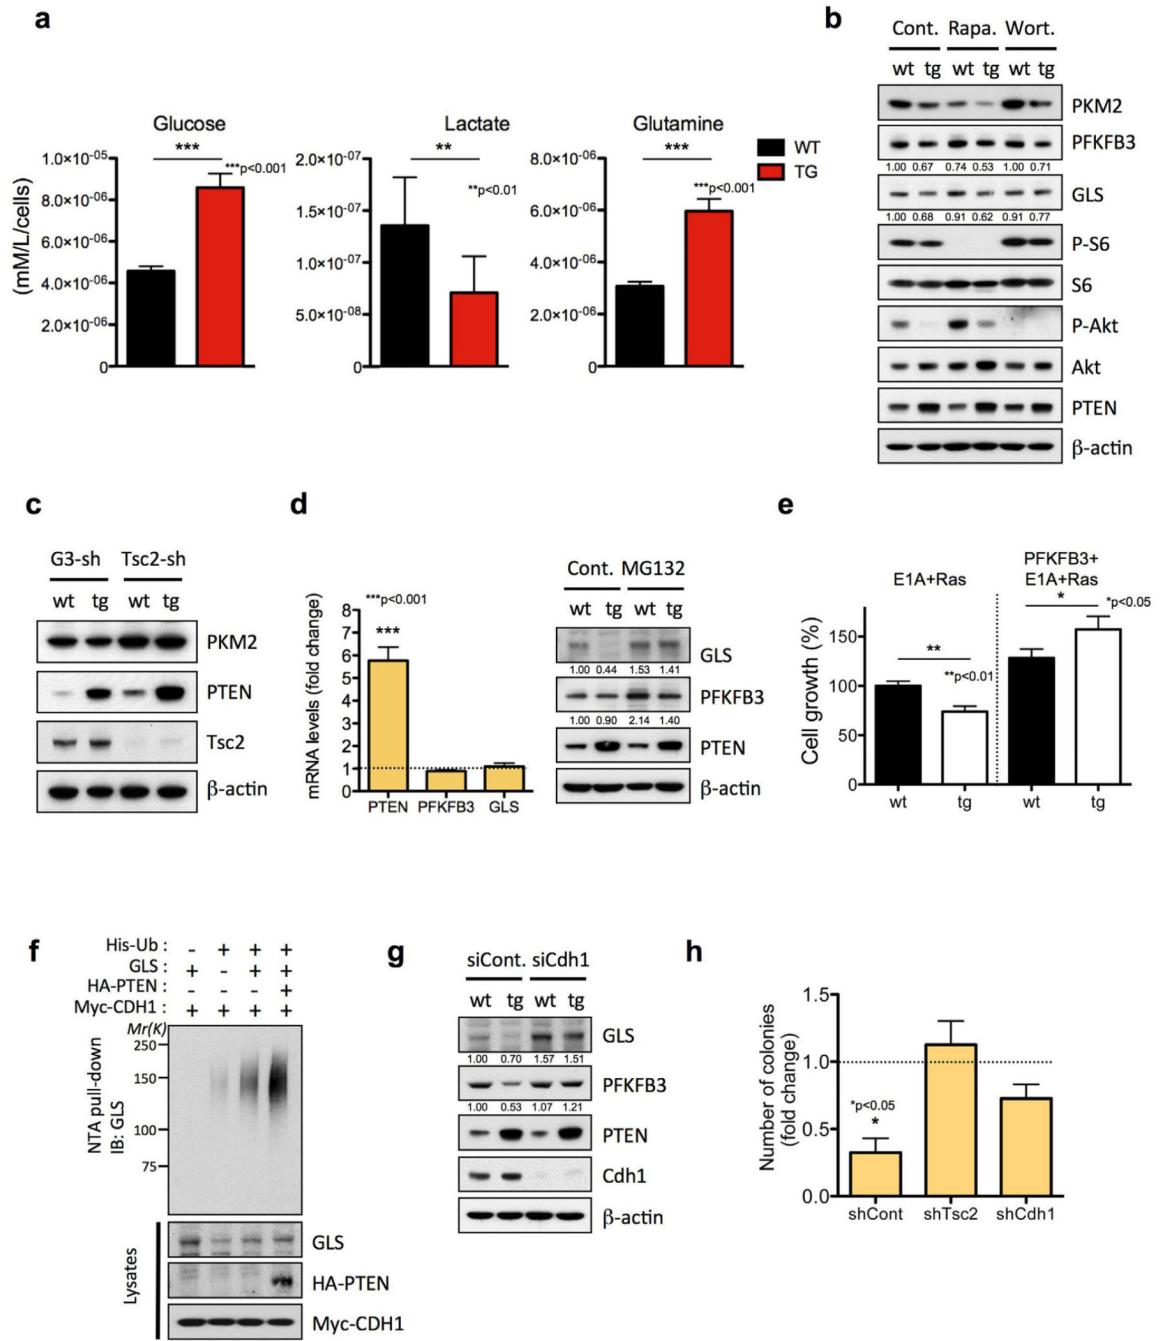 a
Glucose
Lactate
Glutamine
(mM/L/cells)
1.0×10⁻⁰⁵
8.0×10⁻⁰⁶
6.0×10⁻⁰⁶
4.0×10⁻⁰⁶
2.0×10⁻⁰⁶
0
***
***p<0.001
2.0×10⁻⁰⁷
1.5×10⁻⁰⁷
1.0×10⁻⁰⁷
5.0×10⁻⁰⁸
0
**
**p<0.01
8.0×10⁻⁰⁶
6.0×10⁻⁰⁶
4.0×10⁻⁰⁶
2.0×10⁻⁰⁶
0
***
***p<0.001
WT
TG
b
Cont. Rapa. Wort.
wt tg wt tg wt tg
PKM2
PFKFB3
1.00 0.67 0.74 0.53 1.00 0.71
GLS
1.00 0.68 0.91 0.62 0.91 0.77
P-S6
S6
P-Akt
Akt
PTEN
β-actin
c
G3-sh Tsc2-sh
wt tg wt tg
PKM2
PTEN
Tsc2
β-actin
d
mRNA levels (fold change)
8
7
6
5
4
3
2
1
0
***p<0.001
***
PTEN PFKFB3 GLS
Cont. MG132
wt tg wt tg
GLS
1.00 0.44 1.53 1.41
PFKFB3
1.00 0.90 2.14 1.40
PTEN
β-actin
e
E1A+Ras
PFKFB3+
E1A+Ras
Cell growth (%)
150
100
50
0
**
**p<0.01
*
*p<0.05
wt tg wt tg
f
His-Ub : - + + +
GLS : + - + +
HA-PTEN : - - - +
Myc-CDH1 : + + + +
Mr(K)
250
150
100
75
NTA pull-down
IB: GLS
Lysates
GLS
HA-PTEN
Myc-CDH1
g
siCont. siCdh1
wt tg wt tg
GLS
1.00 0.70 1.57 1.51
PFKFB3
1.00 0.53 1.07 1.21
PTEN
Cdh1
β-actin
h
Number of colonies
(fold change)
1.5
1.0
0.5
0.0
*p<0.05
*
shCont shTsc2 shCdh1